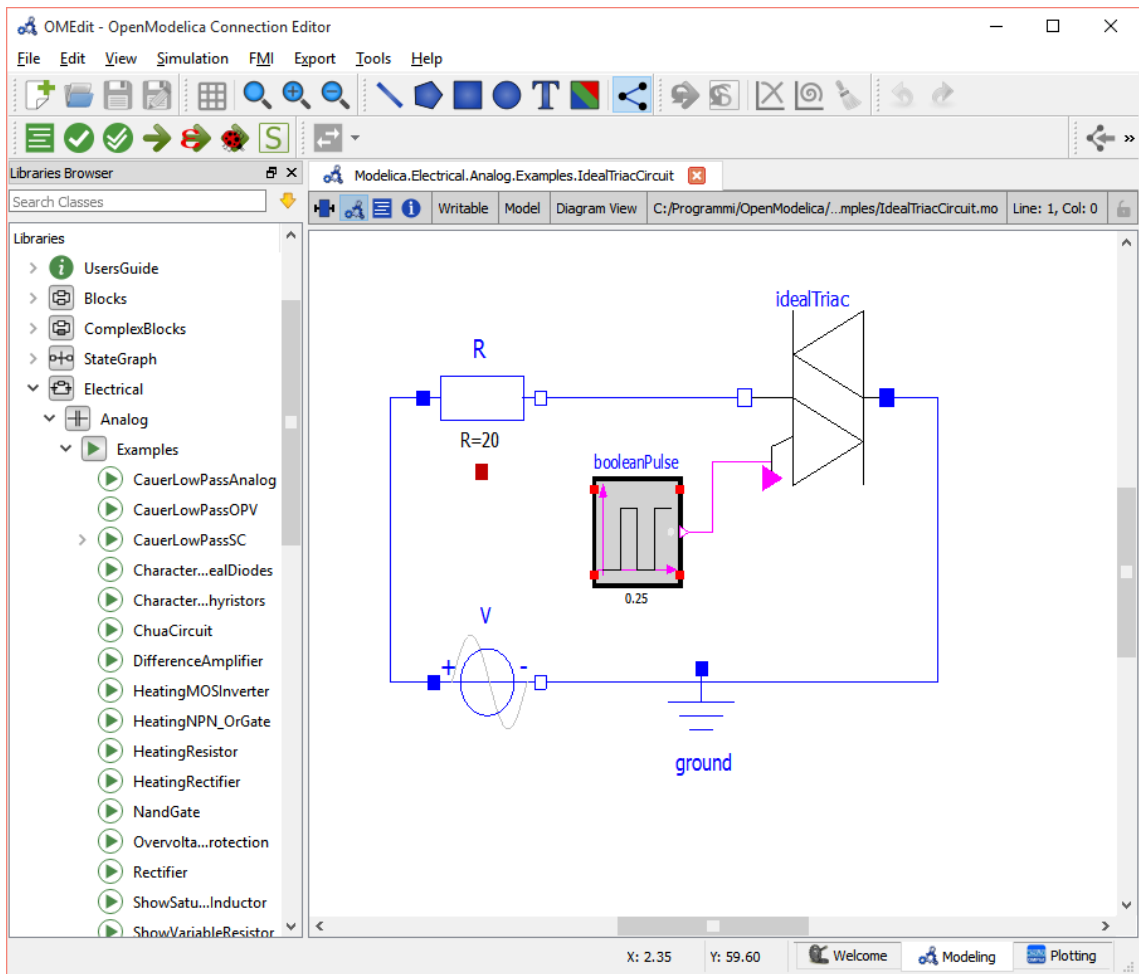 OMEdit - OpenModelica Connection Editor
File Edit View Simulation FMI Export Tools Help
T
S
S
»
Libraries Browser
Modelica.Electrical.Analog.Examples.IdealTriacCircuit
Search Classes
Writable Model Diagram View C:/Programmi/OpenModelica/...mples/IdealTriacCircuit.mo Line: 1, Col: 0
Libraries
UsersGuide
Blocks
ComplexBlocks
StateGraph
Electrical
Analog
Examples
CauerLowPassAnalog
CauerLowPassOPV
CauerLowPassSC
Character...ealDiodes
Character...hyristors
ChuaCircuit
DifferenceAmplifier
HeatingMOSInverter
HeatingNPN_OrGate
HeatingResistor
HeatingRectifier
NandGate
Overvolta...rotection
Rectifier
ShowSatu...Inductor
ShowVariableResistor
idealTriac
R
R=20
booleanPulse
0.25
V
+ -
ground
X: 2.35 Y: 59.60 Welcome Modeling Plotting